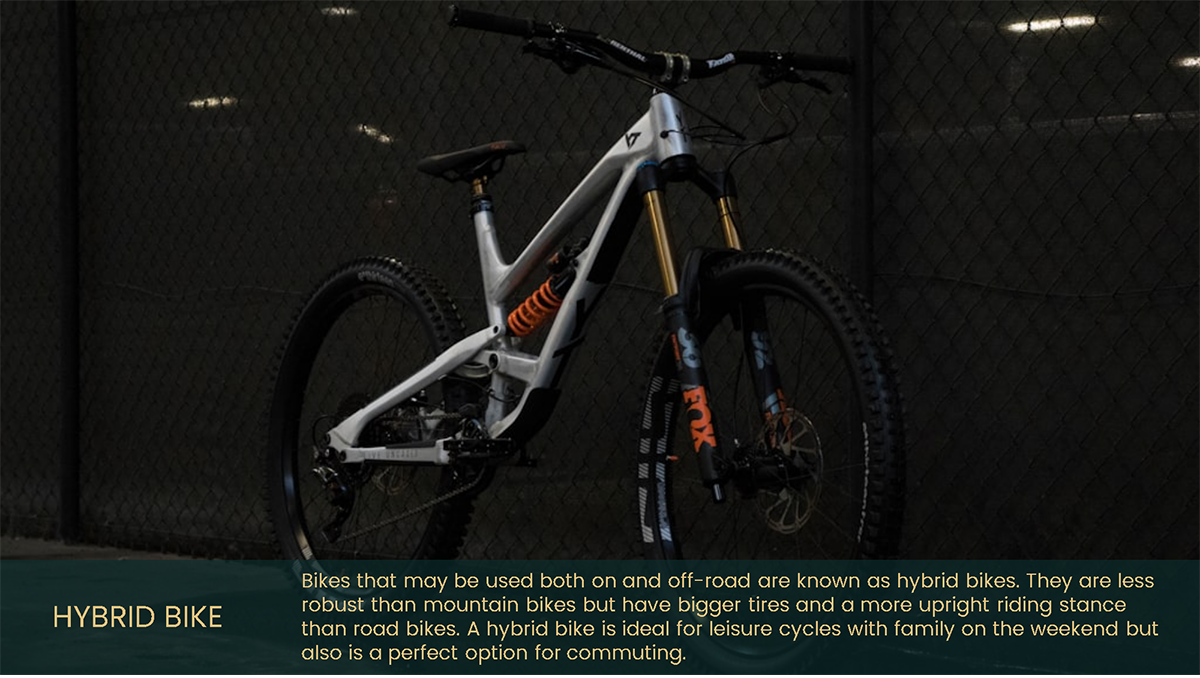 RENTHAL
FOX
HYBRID BIKE
Bikes that may be used both on and off-road are known as hybrid bikes. They are less
robust than mountain bikes but have bigger tires and a more upright riding stance
than road bikes. A hybrid bike is ideal for leisure cycles with family on the weekend but
also is a perfect option for commuting.